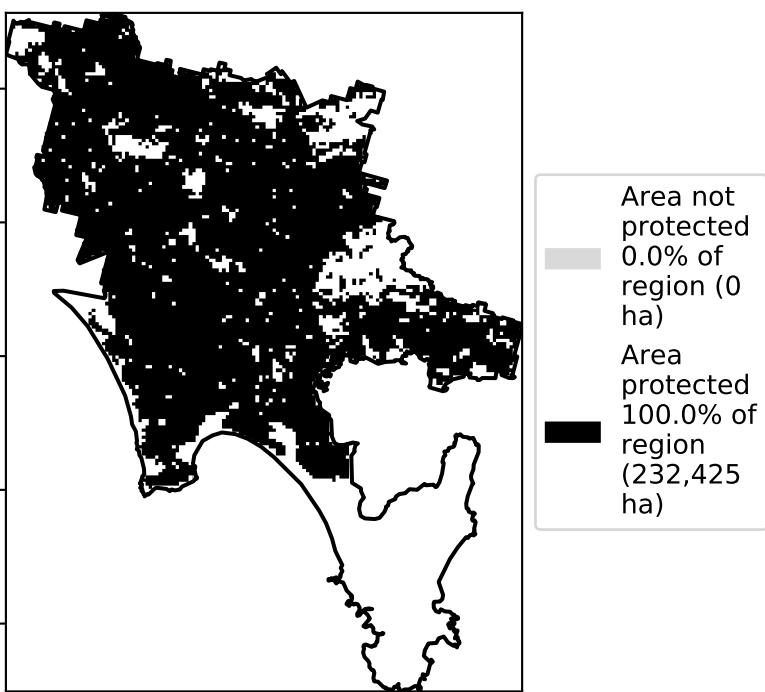 Area not
protected
0.0% of
region (0
ha)
Area
protected
100.0% of
region
(232,425
ha)